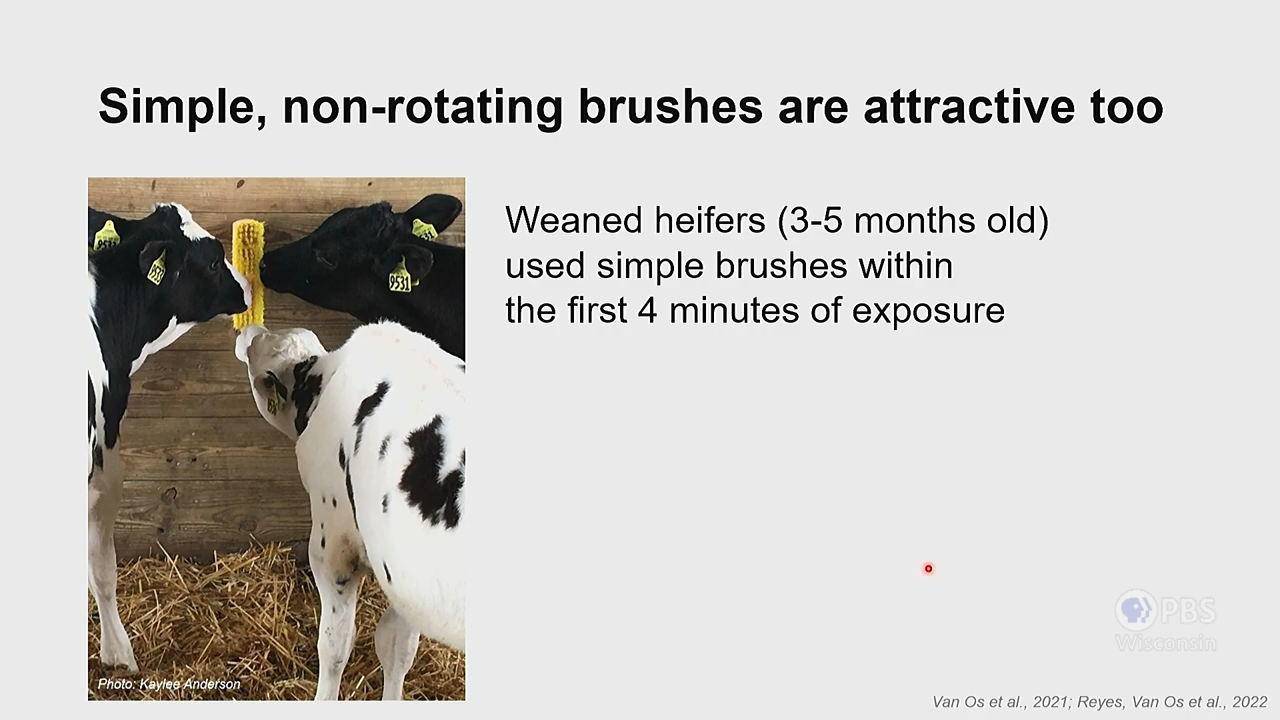 Simple, non-rotating brushes are attractive too
Weaned heifers (3-5 months old)
used simple brushes within
the first 4 minutes of exposure
9531
Photo: Kaylee Anderson
PBS
Wisconsin
Van Os et al., 2021; Reyes, Van Os et al., 2022